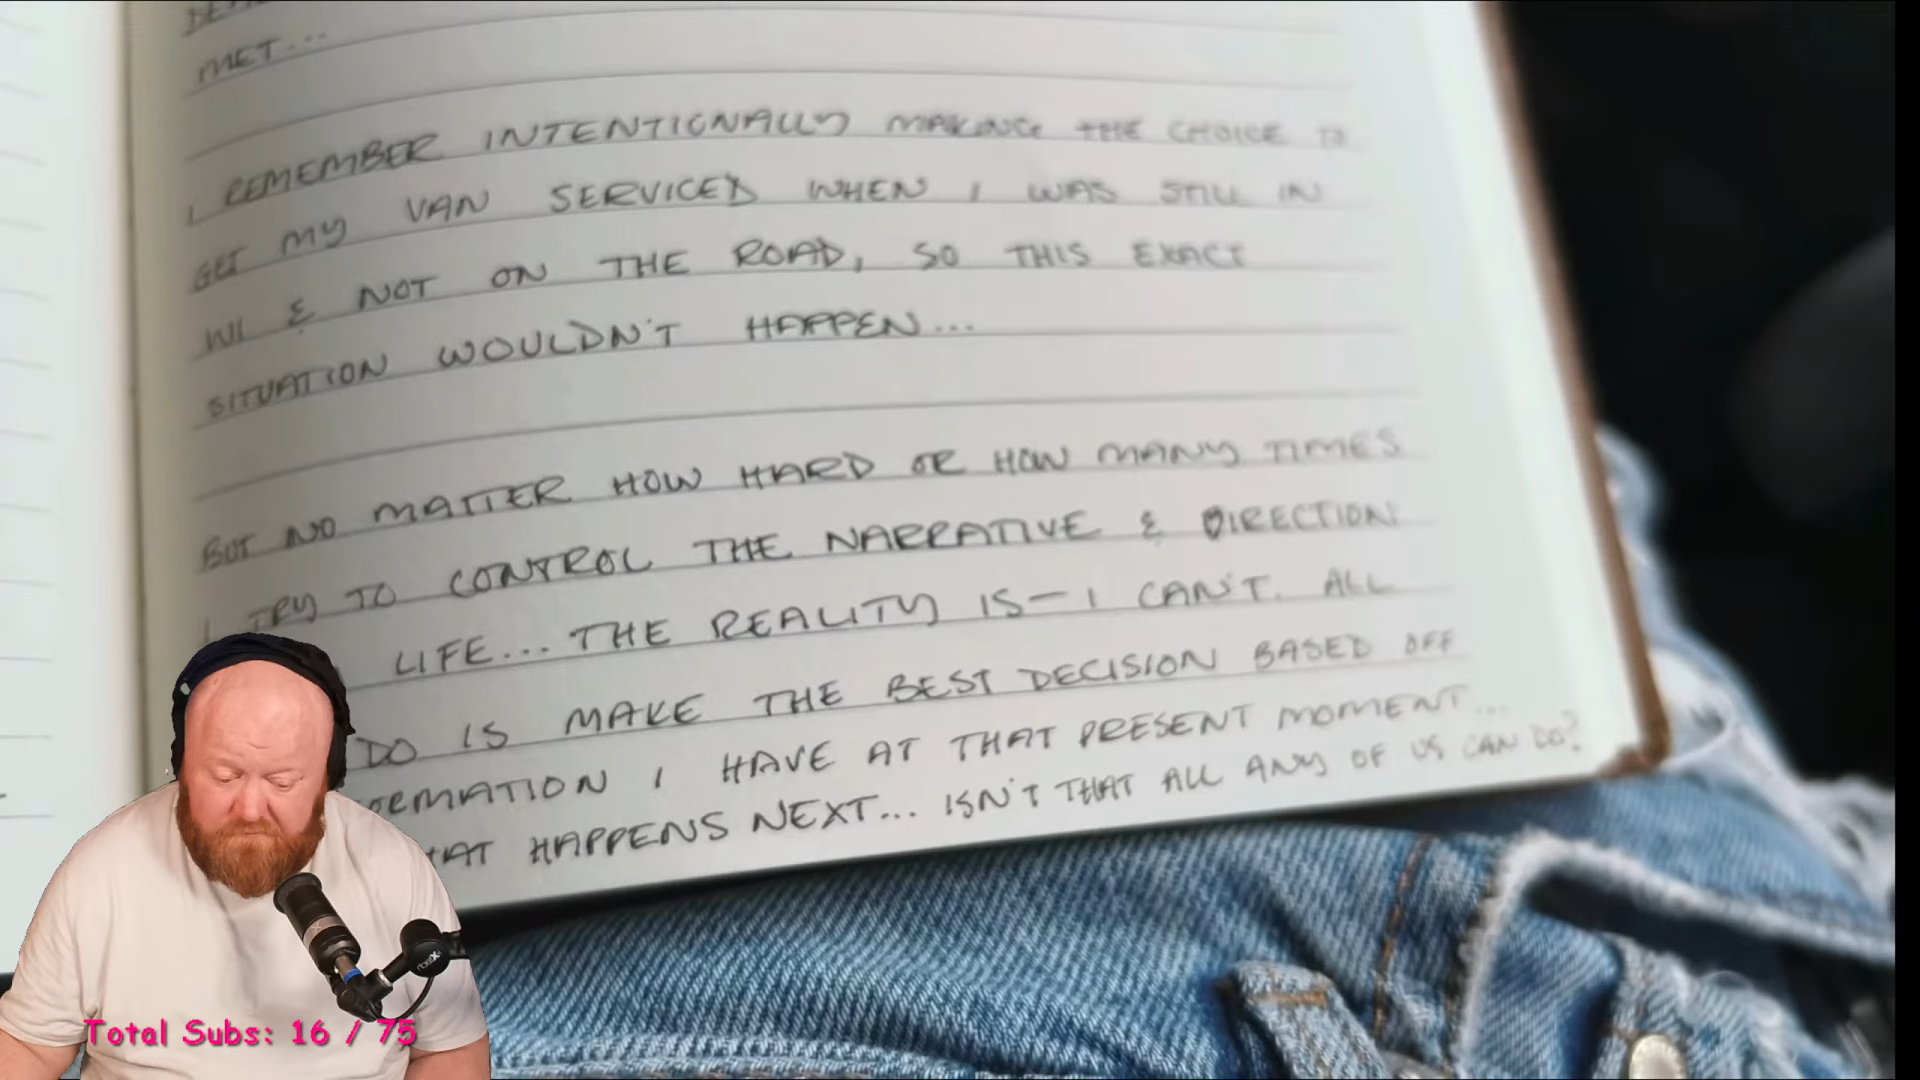 MET...
I REMEMBER INTENTIONALLY MAKING THE CHOICE TO
GET MY VAN SERVICED WHEN I WAS STILL IN
WI & NOT ON THE ROAD, SO THIS EXACT
SITUATION WOULDN'T HAPPEN...
BUT NO MATTER HOW HARD OR HOW MANY TIMES
I TRY TO CONTROL THE NARRATIVE & DIRECTION
LIFE... THE REALITY IS - I CAN'T. ALL
DO IS MAKE THE BEST DECISION BASED OFF
ORMATION I HAVE AT THAT PRESENT MOMENT...
HAT HAPPENS NEXT... ISN'T THAT ALL ANY OF US CAN DO?
Total Subs: 16 / 75